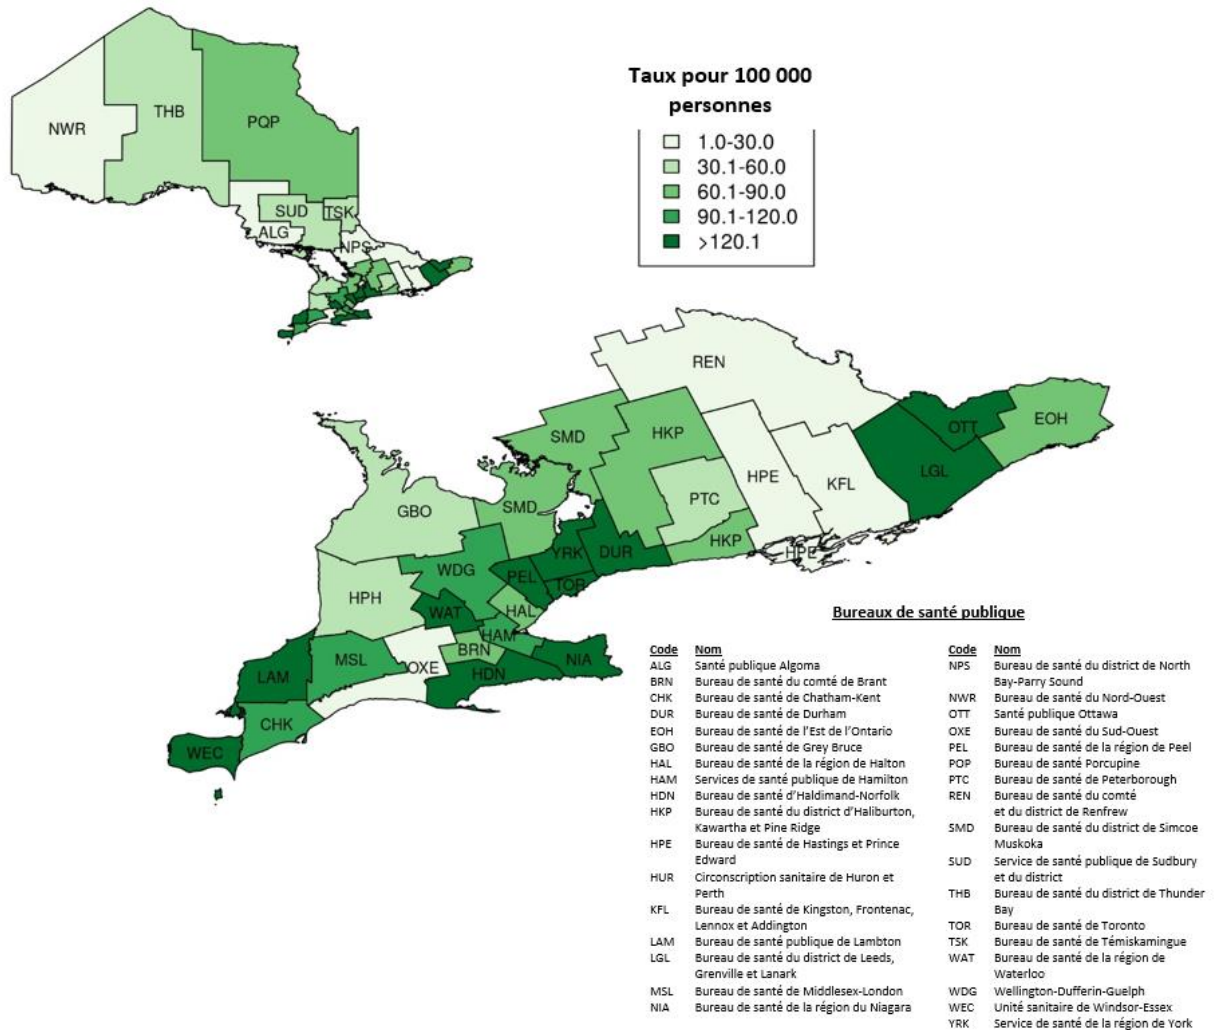 Taux pour 100 000
personnes
1.0-30.0
30.1-60.0
60.1-90.0
90.1-120.0
>120.1
NWR
THB
PQP
SUD
TSK
ALG
NPS
REN
SMD
HKP
OTT
EOH
LGL
HPE
KFL
PTC
GBO
SMD
HKP
YRK
DUR
HPE
WDG
PEL
TOR
HPH
WAT
HAL
HAM
BRN
MSL
OXE
NIA
LAM
HDN
CHK
WEC
Bureaux de santé publique
Code Nom
ALG Santé publique Algoma
BRN Bureau de santé du comté de Brant
CHK Bureau de santé de Chatham-Kent
DUR Bureau de santé de Durham
EOH Bureau de santé de l'Est de l'Ontario
GBO Bureau de santé de Grey Bruce
HAL Bureau de santé de la région de Halton
HAM Services de santé publique de Hamilton
HDN Bureau de santé d'Haldimand-Norfolk
HKP Bureau de santé du district d'Haliburton,
Kawartha et Pine Ridge
HPE Bureau de santé de Hastings et Prince
Edward
HUR Circonscription sanitaire de Huron et
Perth
KFL Bureau de santé de Kingston, Frontenac,
Lennox et Addington
LAM Bureau de santé publique de Lambton
LGL Bureau de santé du district de Leeds,
Grenville et Lanark
MSL Bureau de santé de Middlesex-London
NIA Bureau de santé de la région du Niagara
Code Nom
NPS Bureau de santé du district de North
Bay-Parry Sound
NWR Bureau de santé du Nord-Ouest
OTT Santé publique Ottawa
OXE Bureau de santé du Sud-Ouest
PEL Bureau de santé de la région de Peel
POP Bureau de santé Porcupine
PTC Bureau de santé de Peterborough
REN Bureau de santé du comté
et du district de Renfrew
SMD Bureau de santé du district de Simcoe
Muskoka
SUD Service de santé publique de Sudbury
et du district
THB Bureau de santé du district de Thunder
Bay
TOR Bureau de santé de Toronto
TSK Bureau de santé de Témiskamingue
WAT Bureau de santé de la région de
Waterloo
WDG Wellington-Dufferin-Guelph
WEC Unité sanitaire de Windsor-Essex
YRK Service de santé de la région de York